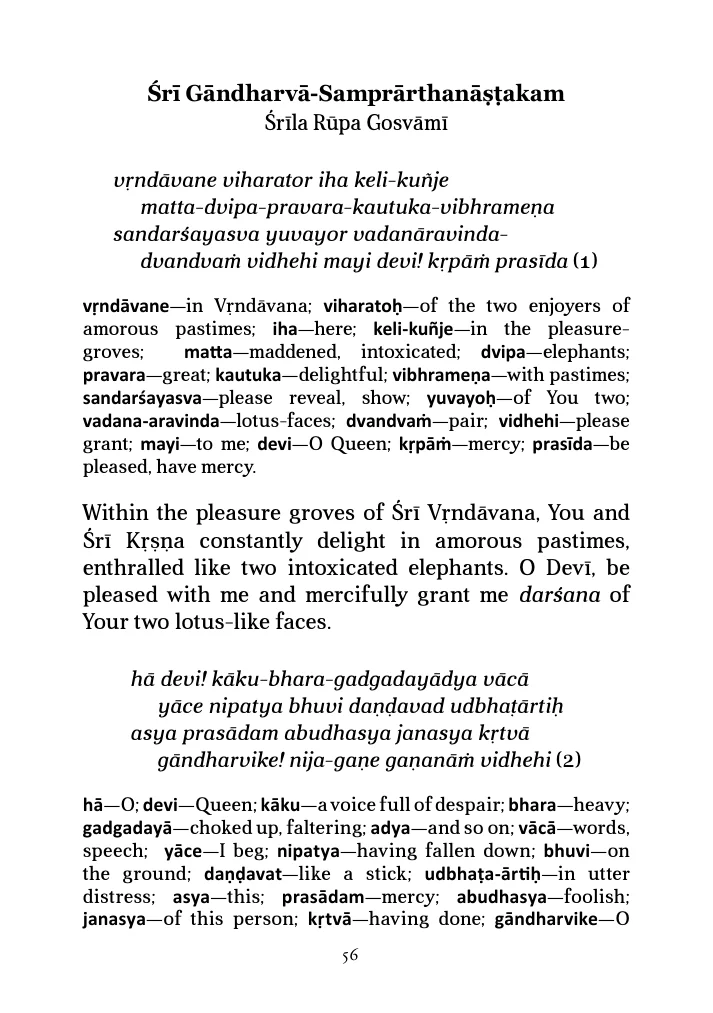 Śrī Gāndharvā-Samprārthanāṣṭakam
Śrīla Rūpa Gosvāmī
vṛndāvane viharator iha keli-kuñje
matta-dvipa-pravara-kautuka-vibhrameṇa
sandarśayasva yuvayor vadanāravinda-
dvandvaṁ vidhehi mayi devi! kṛpāṁ prasīda (1)
vṛndāvane—in Vṛndāvana; viharatoḥ—of the two enjoyers of
amorous pastimes; iha—here; keli-kuñje—in the pleasure-
groves; matta—maddened, intoxicated; dvipa—elephants;
pravara—great; kautuka—delightful; vibhrameṇa—with pastimes;
sandarśayasva—please reveal, show; yuvayoḥ—of You two;
vadana-aravinda—lotus-faces; dvandvaṁ—pair; vidhehi—please
grant; mayi—to me; devi—O Queen; kṛpāṁ—mercy; prasīda—be
pleased, have mercy.
Within the pleasure groves of Śrī Vṛndāvana, You and
Śrī Kṛṣṇa constantly delight in amorous pastimes,
enthralled like two intoxicated elephants. O Devī, be
pleased with me and mercifully grant me darśana of
Your two lotus-like faces.
hā devi! kāku-bhara-gadgadayādya vācā
yāce nipatya bhuvi daṇḍavad udbhaṭārtiḥ
asya prasādam abudhasya janasya kṛtvā
gāndharvike! nija-gaṇe gaṇanāṁ vidhehi (2)
hā—O; devi—Queen; kāku—a voice full of despair; bhara—heavy;
gadgadayā—choked up, faltering; adya—and so on; vācā—words,
speech; yāce—I beg; nipatya—having fallen down; bhuvi—on
the ground; daṇḍavat—like a stick; udbhaṭa-ārtiḥ—in utter
distress; asya—this; prasādam—mercy; abudhasya—foolish;
janasya—of this person; kṛtvā—having done; gāndharvike—O
56